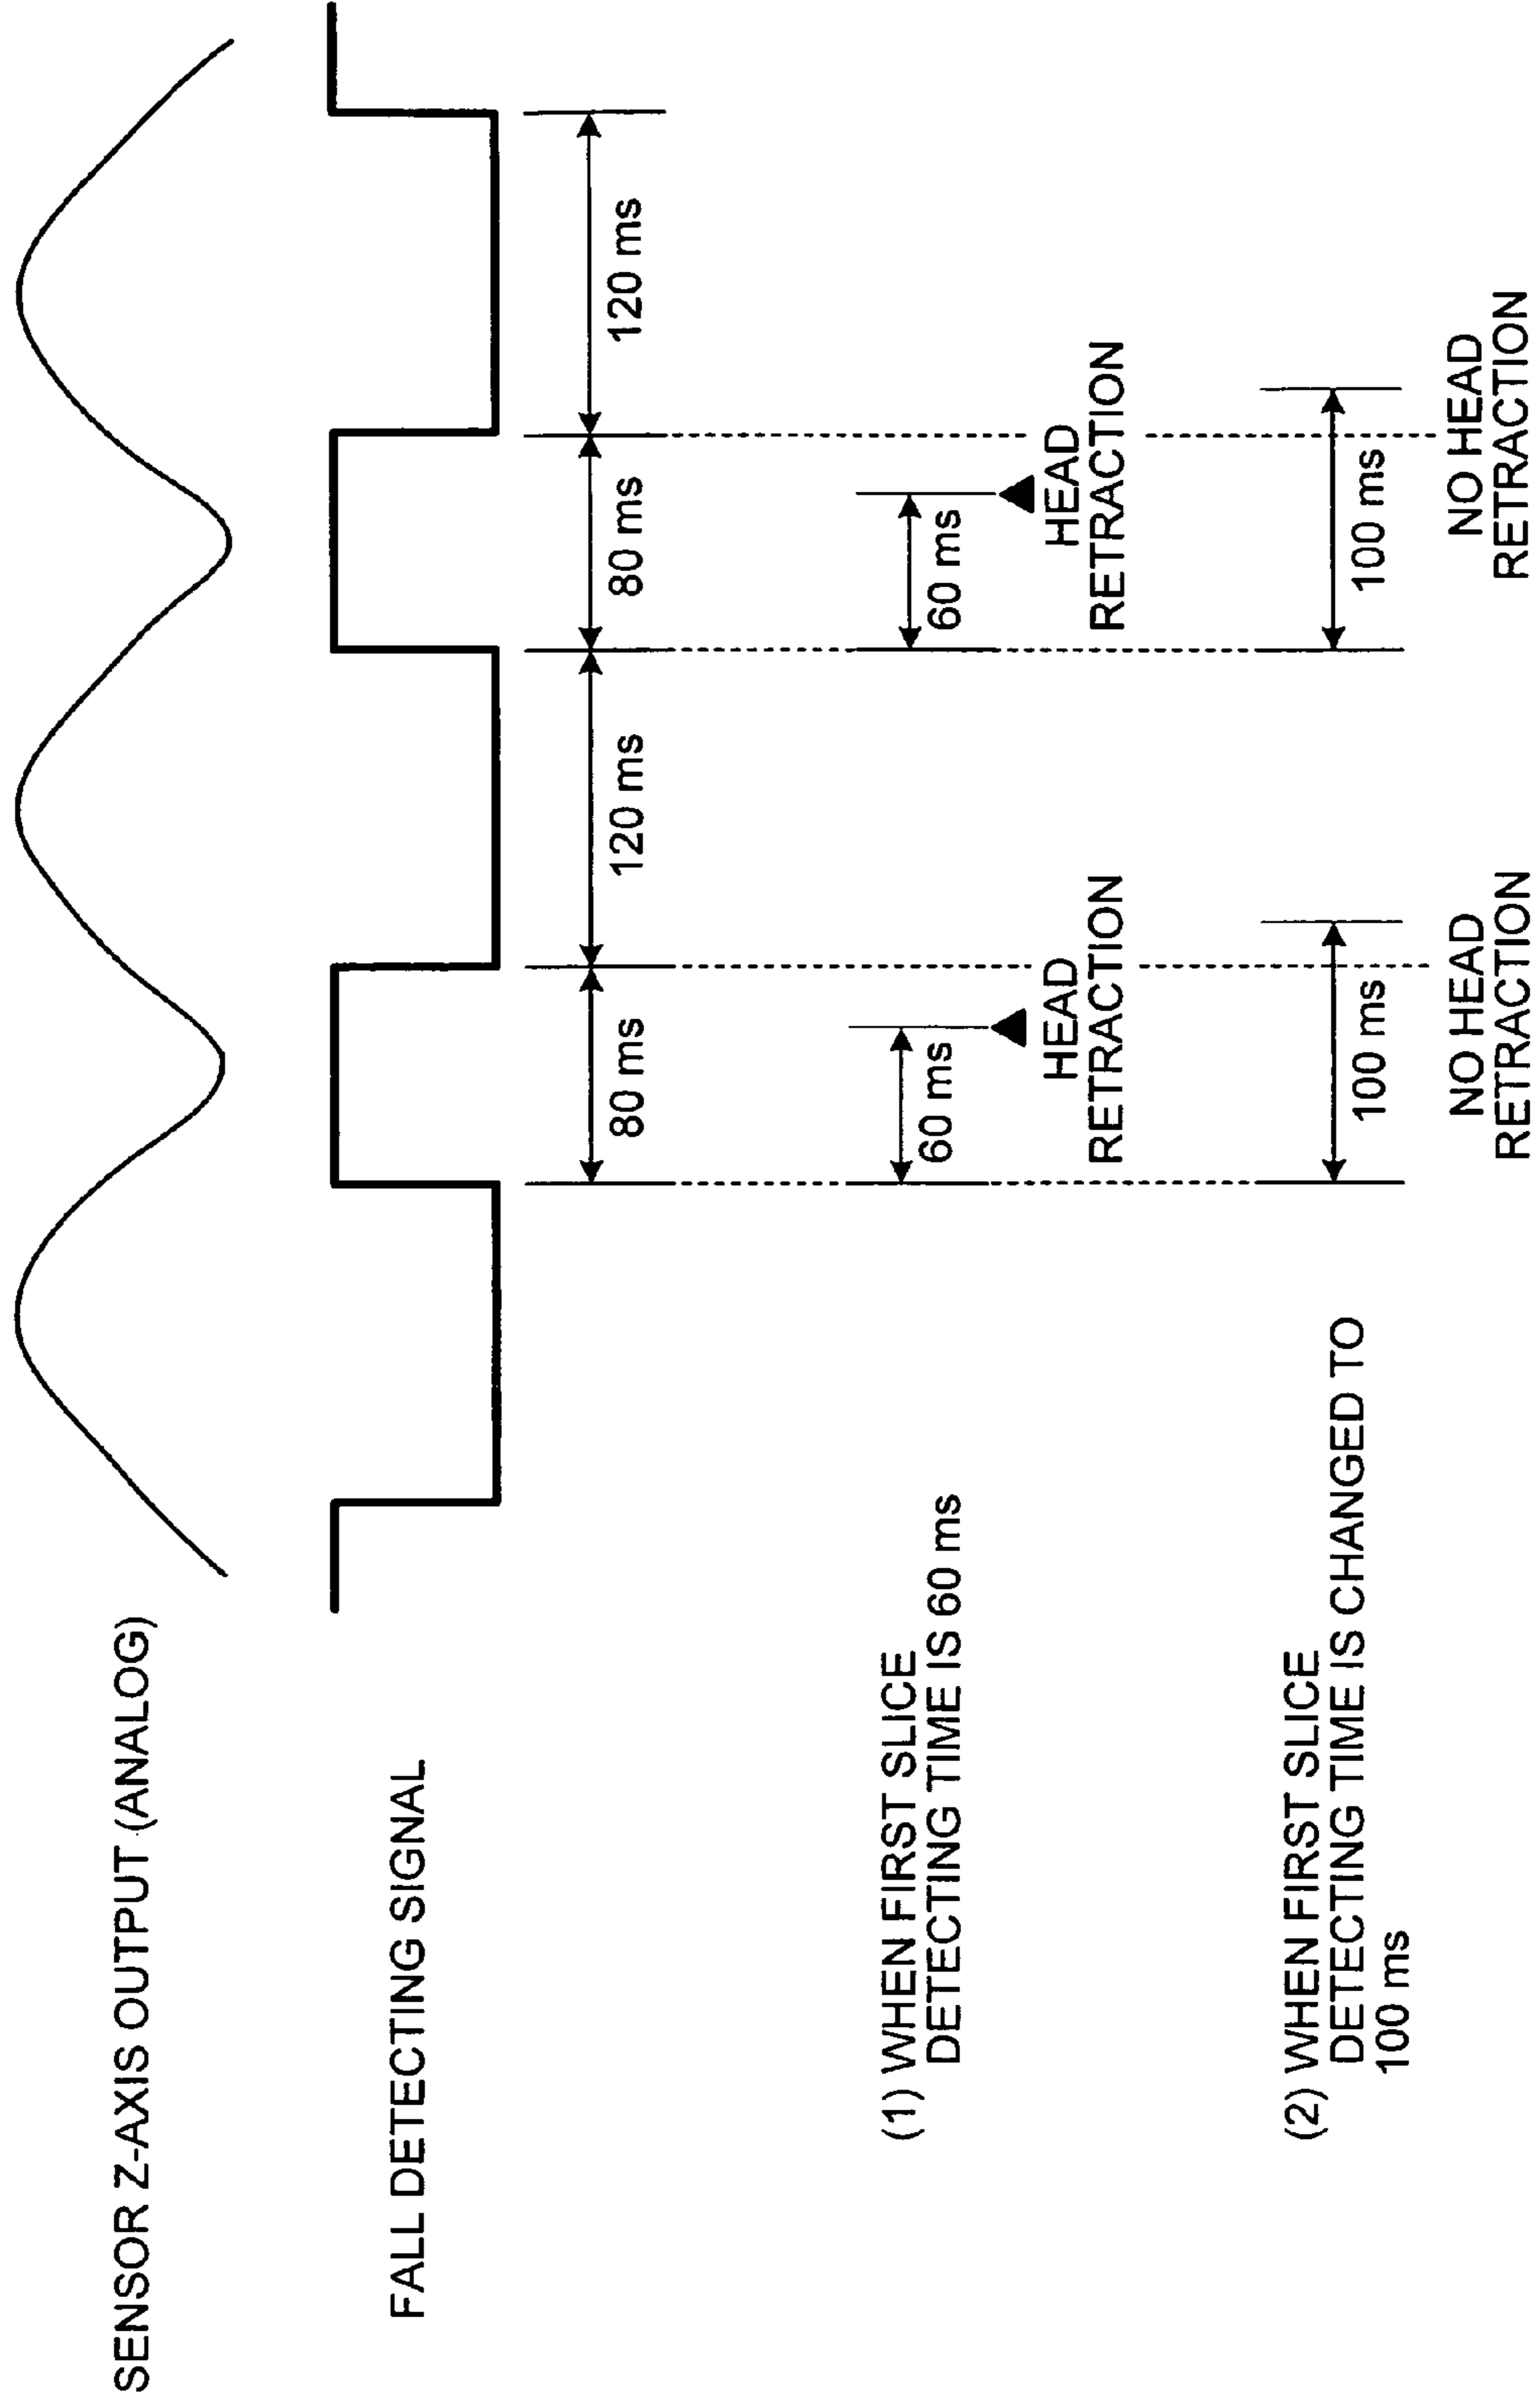 SENSOR Z-AXIS OUTPUT (ANALOG)
FALL DETECTING SIGNAL
80 ms
120 ms
80 ms
120 ms
(1) WHEN FIRST SLICE
DETECTING TIME IS 60 ms
60 ms
60 ms
HEAD
RETRACTION
HEAD
RETRACTION
(2) WHEN FIRST SLICE
DETECTING TIME IS CHANGED TO
100 ms
100 ms
100 ms
NO HEAD
RETRACTION
NO HEAD
RETRACTION